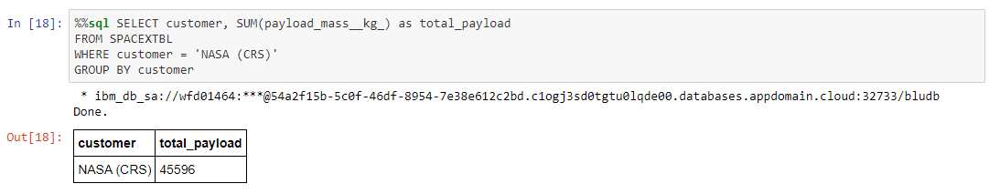 In [18]: %%sql SELECT customer, SUM(payload_mass__kg_) as total_payload
FROM SPACEXTBL
WHERE customer = 'NASA (CRS)'
GROUP BY customer
* ibm_db_sa://wfd01464:***@54a2f15b-5c0f-46df-8954-7e38e612c2bd.c1ogj3sd0tgtu0lqde00.databases.appdomain.cloud:32733/bludb
Done.
Out[18]:
customer total_payload
NASA (CRS) 45596